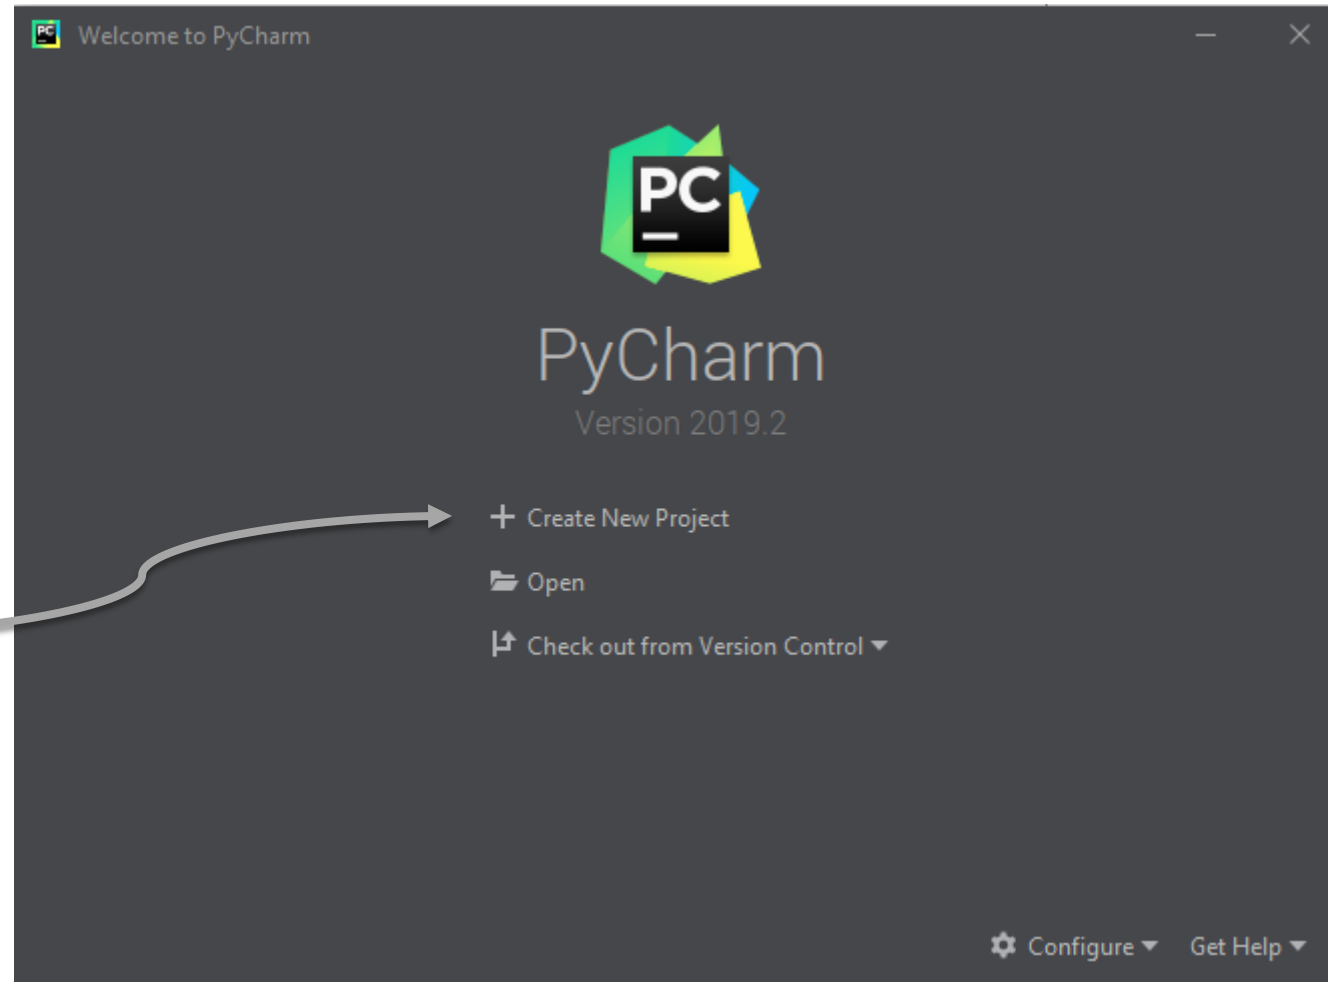 Welcome to PyCharm
PC
PyCharm
Version 2019.2
Create New Project
Open
Check out from Version Control
Configure
Get Help